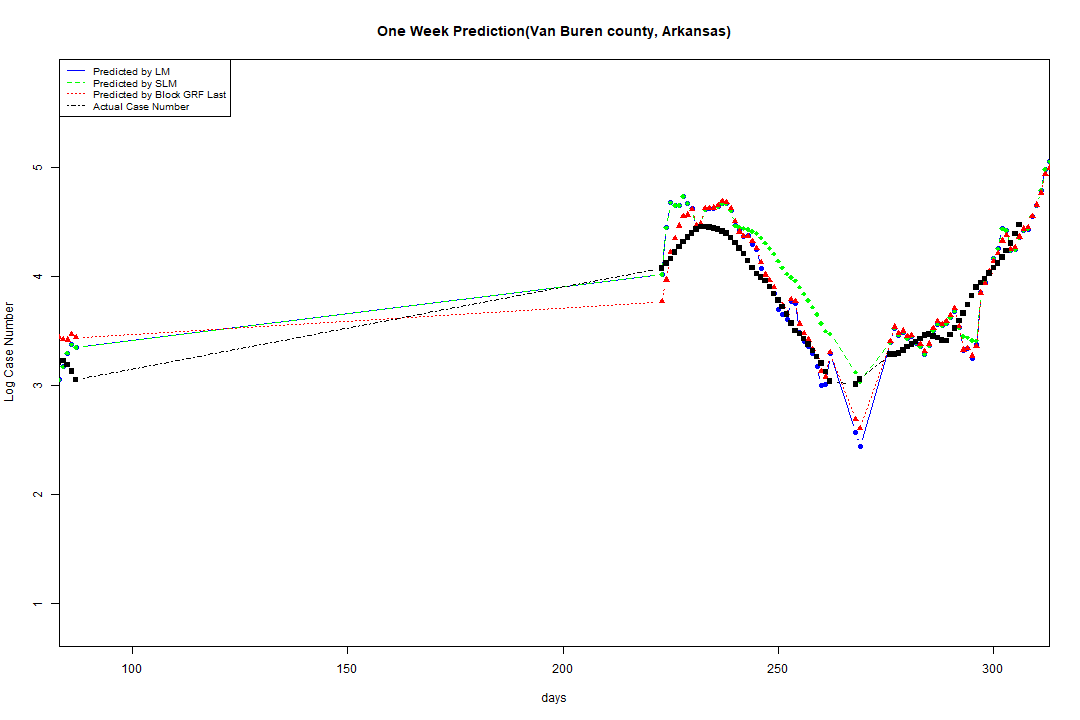 One Week Prediction(Van Buren county, Arkansas)
Predicted by LM
Predicted by SLM
Predicted by Block GRF Last
Actual Case Number
5
4
3
2
1
Log Case Number
100 150 200 250 300
days